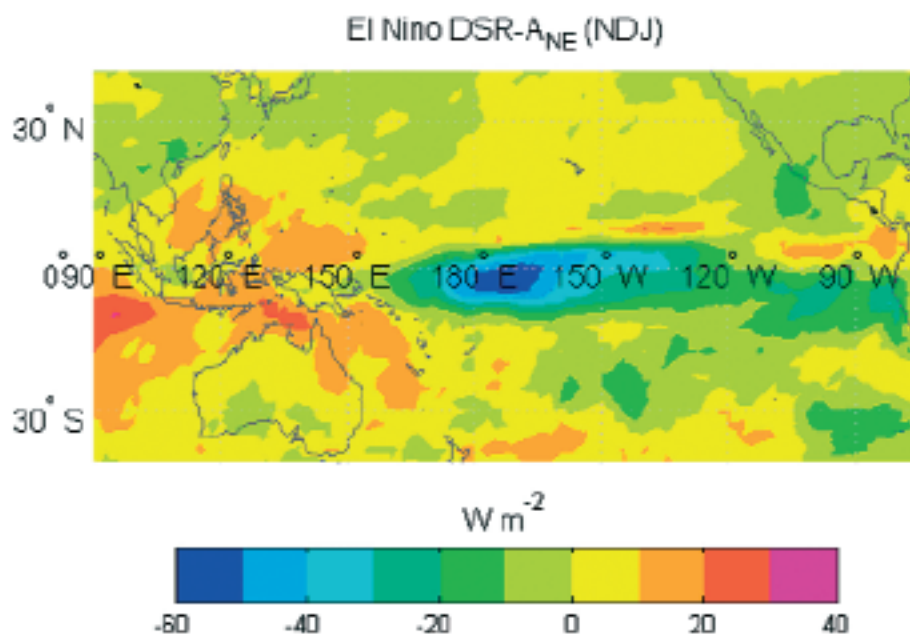 El Nino DSR-A_NE (NDJ)
30° N
0° 90° E 120° E 150° E 180° E 150° W 120° W 90° W
30° S
W m⁻²
-60 -40 -20 0 20 40